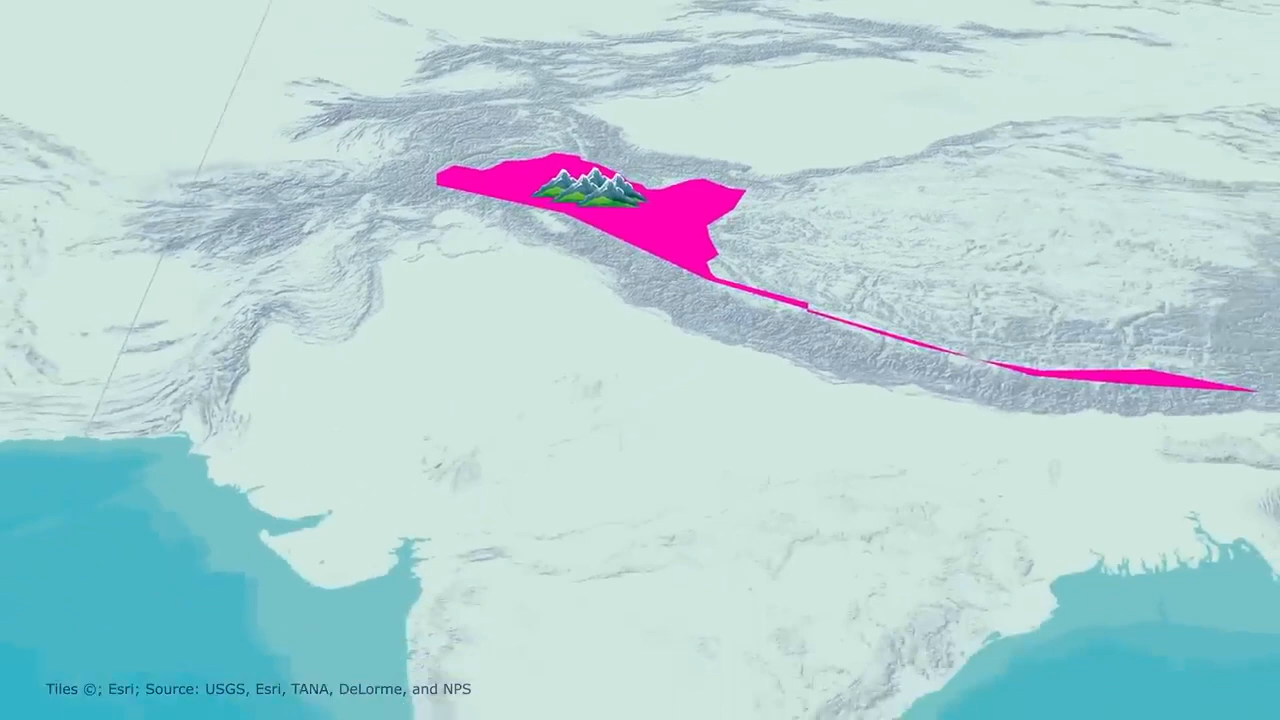 Tiles ©; Esri; Source: USGS, Esri, TANA, DeLorme, and NPS